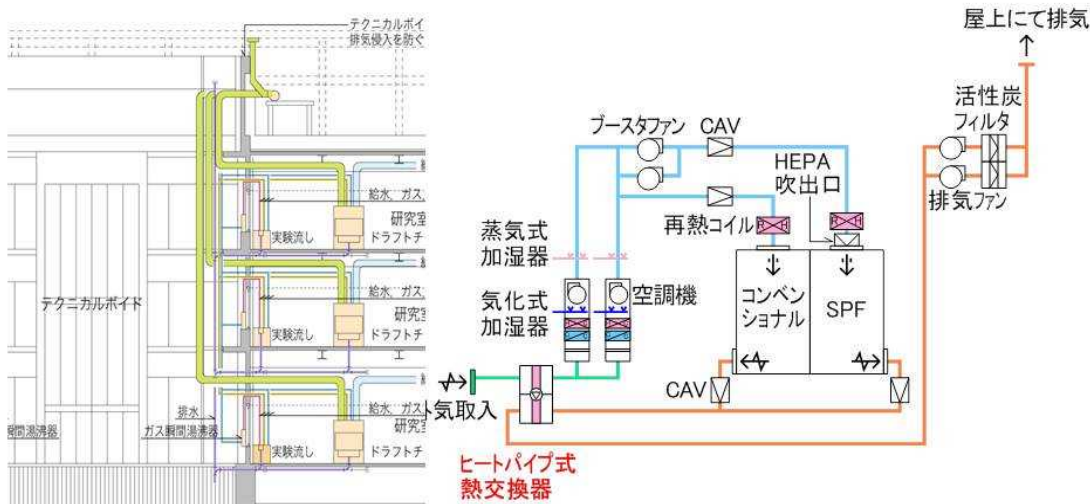 テクニカルボイ
排気侵入を防ぐ
給水、ガス
研究室
実験流し
ドラフトチ
給水、ガス
研究室
実験流し
ドラフトチ
テクニカルボイド
給水、ガス
研究室
排水
瞬間湯沸器
ガス瞬間湯沸器
実験流し
ドラフトチ
屋上にて排気
活性炭
フィルタ
排気ファン
ブースタファン
CAV
HEPA
吹出口
再熱コイル
蒸気式
加湿器
気化式
加湿器
空調機
コンベン
ショナル
SPF
外気取入
CAV
ヒートパイプ式
熱交換器